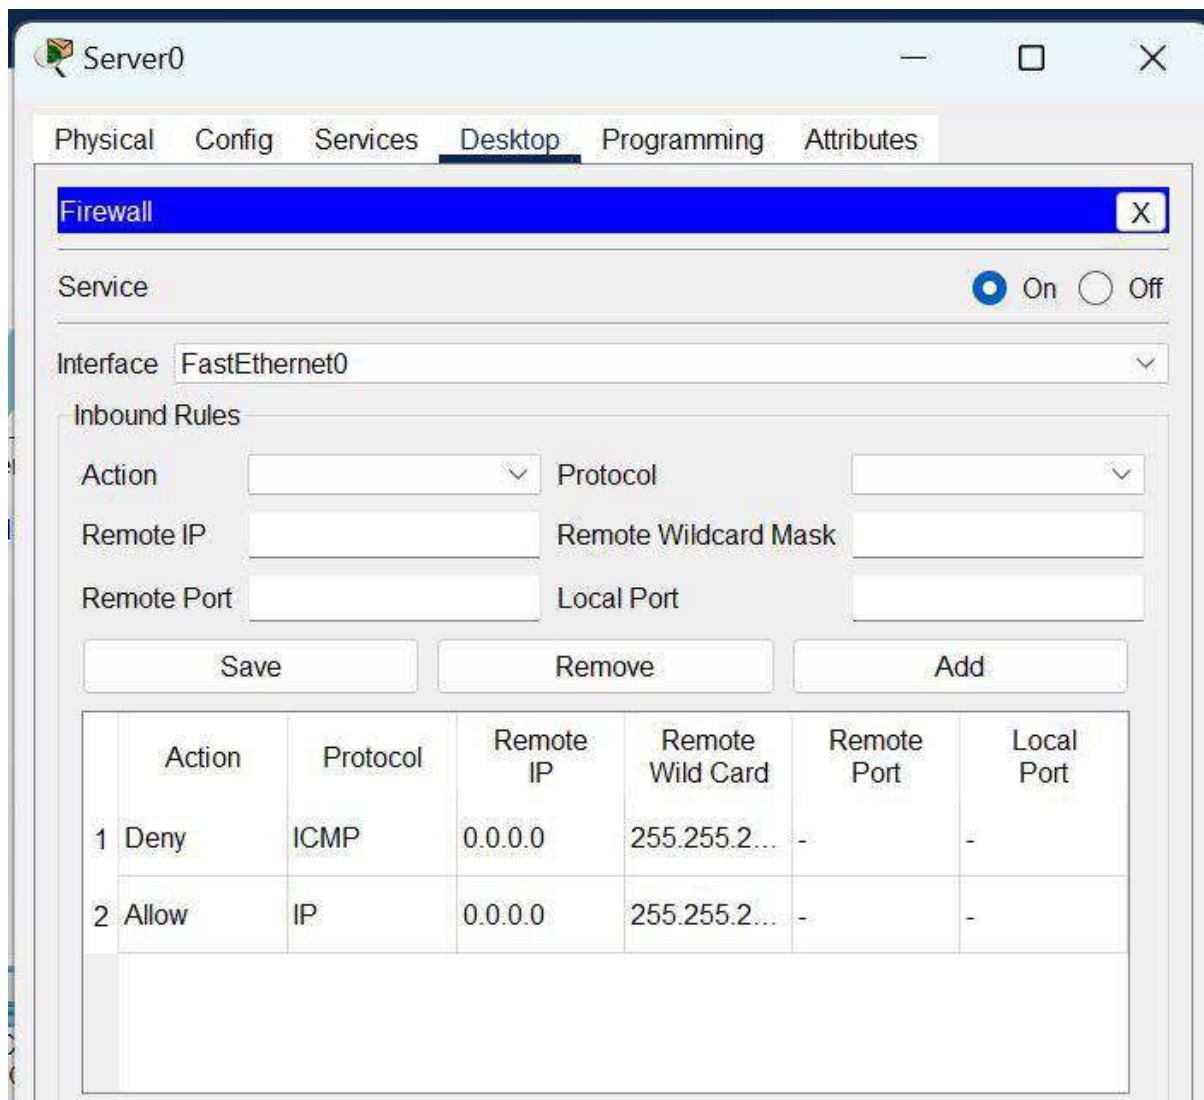 Server0
Physical Config Services Desktop Programming Attributes
Firewall X
Service On Off
Interface FastEthernet0
Inbound Rules
Action Protocol
Remote IP Remote Wildcard Mask
Remote Port Local Port
Save Remove Add
Action Protocol Remote IP Remote Wild Card Remote Port Local Port
1 Deny ICMP 0.0.0.0 255.255.2... - -
2 Allow IP 0.0.0.0 255.255.2... - -